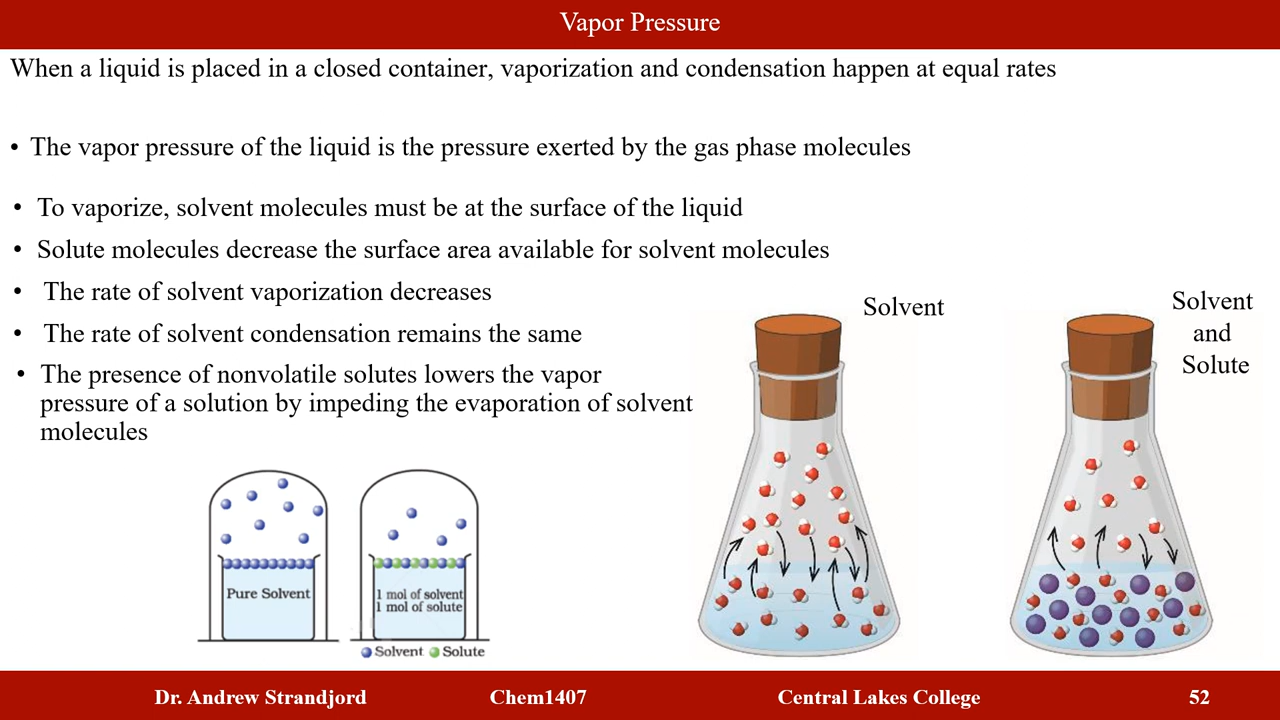 Vapor Pressure
When a liquid is placed in a closed container, vaporization and condensation happen at equal rates
• The vapor pressure of the liquid is the pressure exerted by the gas phase molecules
• To vaporize, solvent molecules must be at the surface of the liquid
• Solute molecules decrease the surface area available for solvent molecules
• The rate of solvent vaporization decreases
• The rate of solvent condensation remains the same
• The presence of nonvolatile solutes lowers the vapor
pressure of a solution by impeding the evaporation of solvent
molecules
Solvent
Solvent
and
Solute
Pure Solvent
1 mol of solvent
1 mol of solute
Solvent Solute
Dr. Andrew Strandjord Chem1407 Central Lakes College 52